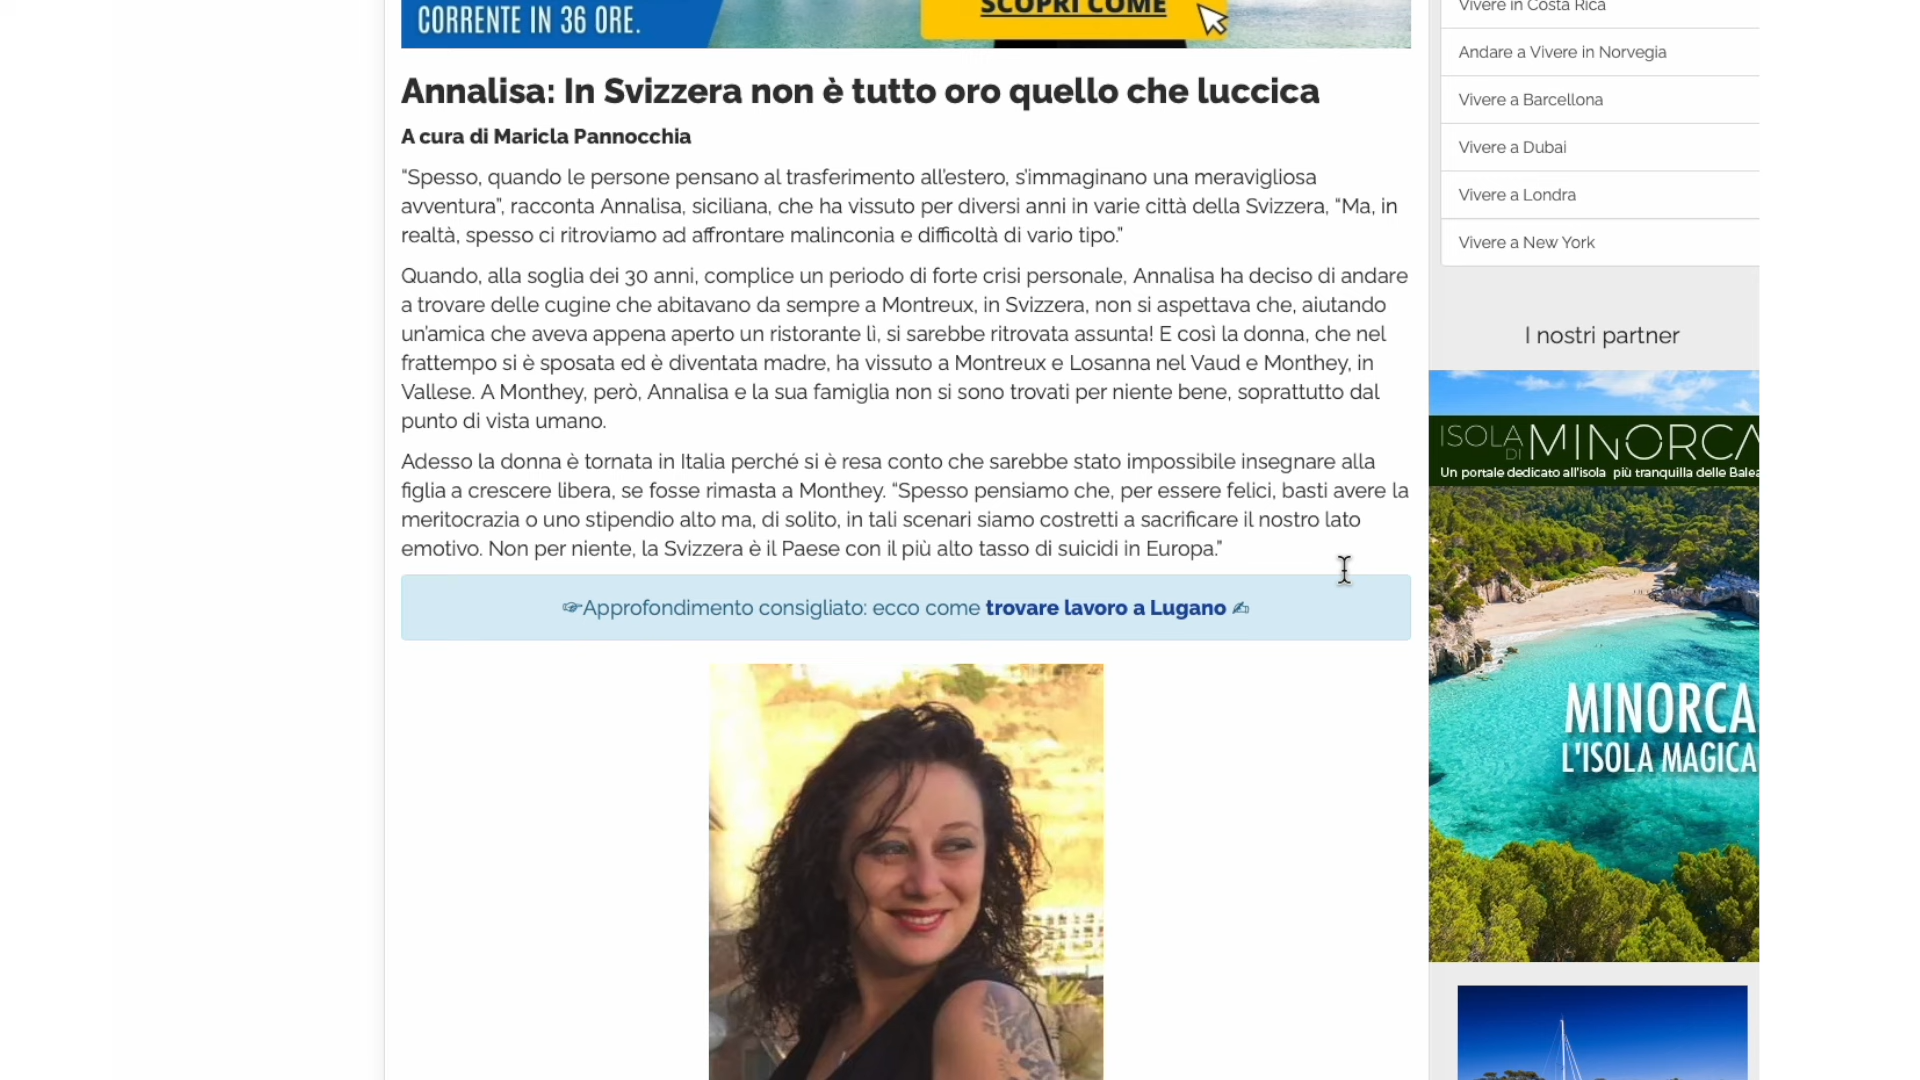 CORRENTE IN 36 ORE.
SCOPRI COME
Annalisa: In Svizzera non è tutto oro quello che luccica
A cura di Maricla Pannocchia
“Spesso, quando le persone pensano al trasferimento all’estero, s’immaginano una meravigliosa
avventura”, racconta Annalisa, siciliana, che ha vissuto per diversi anni in varie città della Svizzera, “Ma, in
realtà, spesso ci ritroviamo ad affrontare malinconia e difficoltà di vario tipo.”
Quando, alla soglia dei 30 anni, complice un periodo di forte crisi personale, Annalisa ha deciso di andare
a trovare delle cugine che abitavano da sempre a Montreux, in Svizzera, non si aspettava che, aiutando
un’amica che aveva appena aperto un ristorante lì, si sarebbe ritrovata assunta! E così la donna, che nel
frattempo si è sposata ed è diventata madre, ha vissuto a Montreux e Losanna nel Vaud e Monthey, in
Vallese. A Monthey, però, Annalisa e la sua famiglia non si sono trovati per niente bene, soprattutto dal
punto di vista umano.
Adesso la donna è tornata in Italia perché si è resa conto che sarebbe stato impossibile insegnare alla
figlia a crescere libera, se fosse rimasta a Monthey. “Spesso pensiamo che, per essere felici, basti avere la
meritocrazia o uno stipendio alto ma, di solito, in tali scenari siamo costretti a sacrificare il nostro lato
emotivo. Non per niente, la Svizzera è il Paese con il più alto tasso di suicidi in Europa.”
☞Approfondimento consigliato: ecco come trovare lavoro a Lugano ✍
Vivere in Costa Rica
Andare a Vivere in Norvegia
Vivere a Barcellona
Vivere a Dubai
Vivere a Londra
Vivere a New York
I nostri partner
ISOLA DI MINORCA
Un portale dedicato all'isola più tranquilla delle Bale
MINORCA
L'ISOLA MAGICA